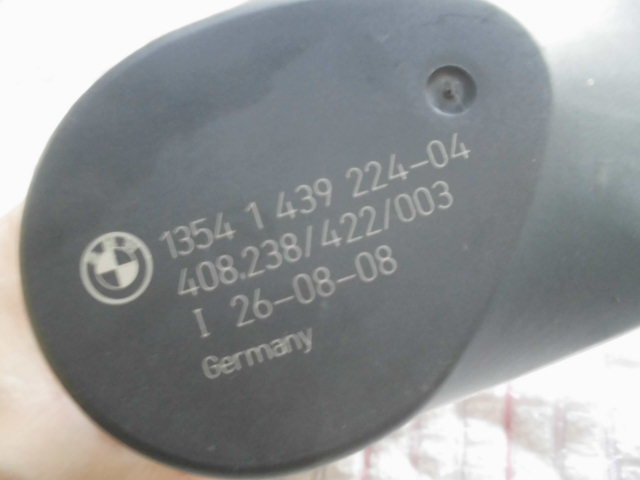 1354 1 439 224-04
408.238/422/003
I 26-08-08
Germany